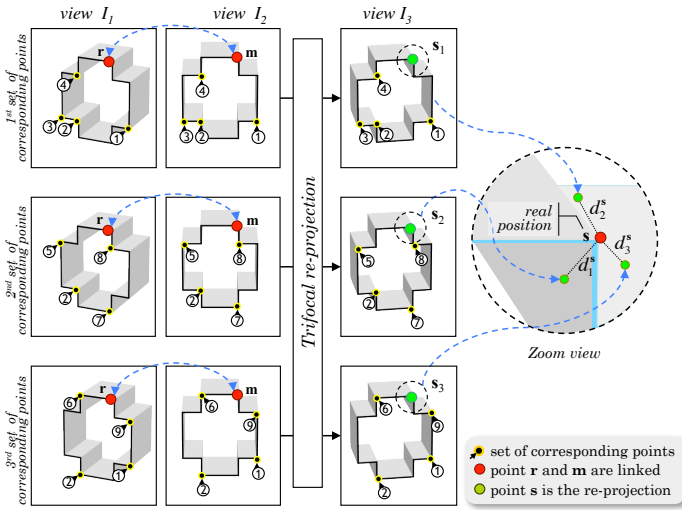 view I₁
view I₂
view I₃
1st set of
corresponding points
r
m
s₁
4
3
2
1
4
3
2
1
4
3
2
1
2nd set of
corresponding points
r
m
s₂
5
8
2
7
5
8
2
7
5
8
2
7
3rd set of
corresponding points
r
m
s₃
6
9
2
1
6
9
2
1
6
9
2
1
Trifocal re-projection
real
position
s
d₂ˢ
d₃ˢ
d₁ˢ
Zoom view
set of corresponding points
point r and m are linked
point s is the re-projection